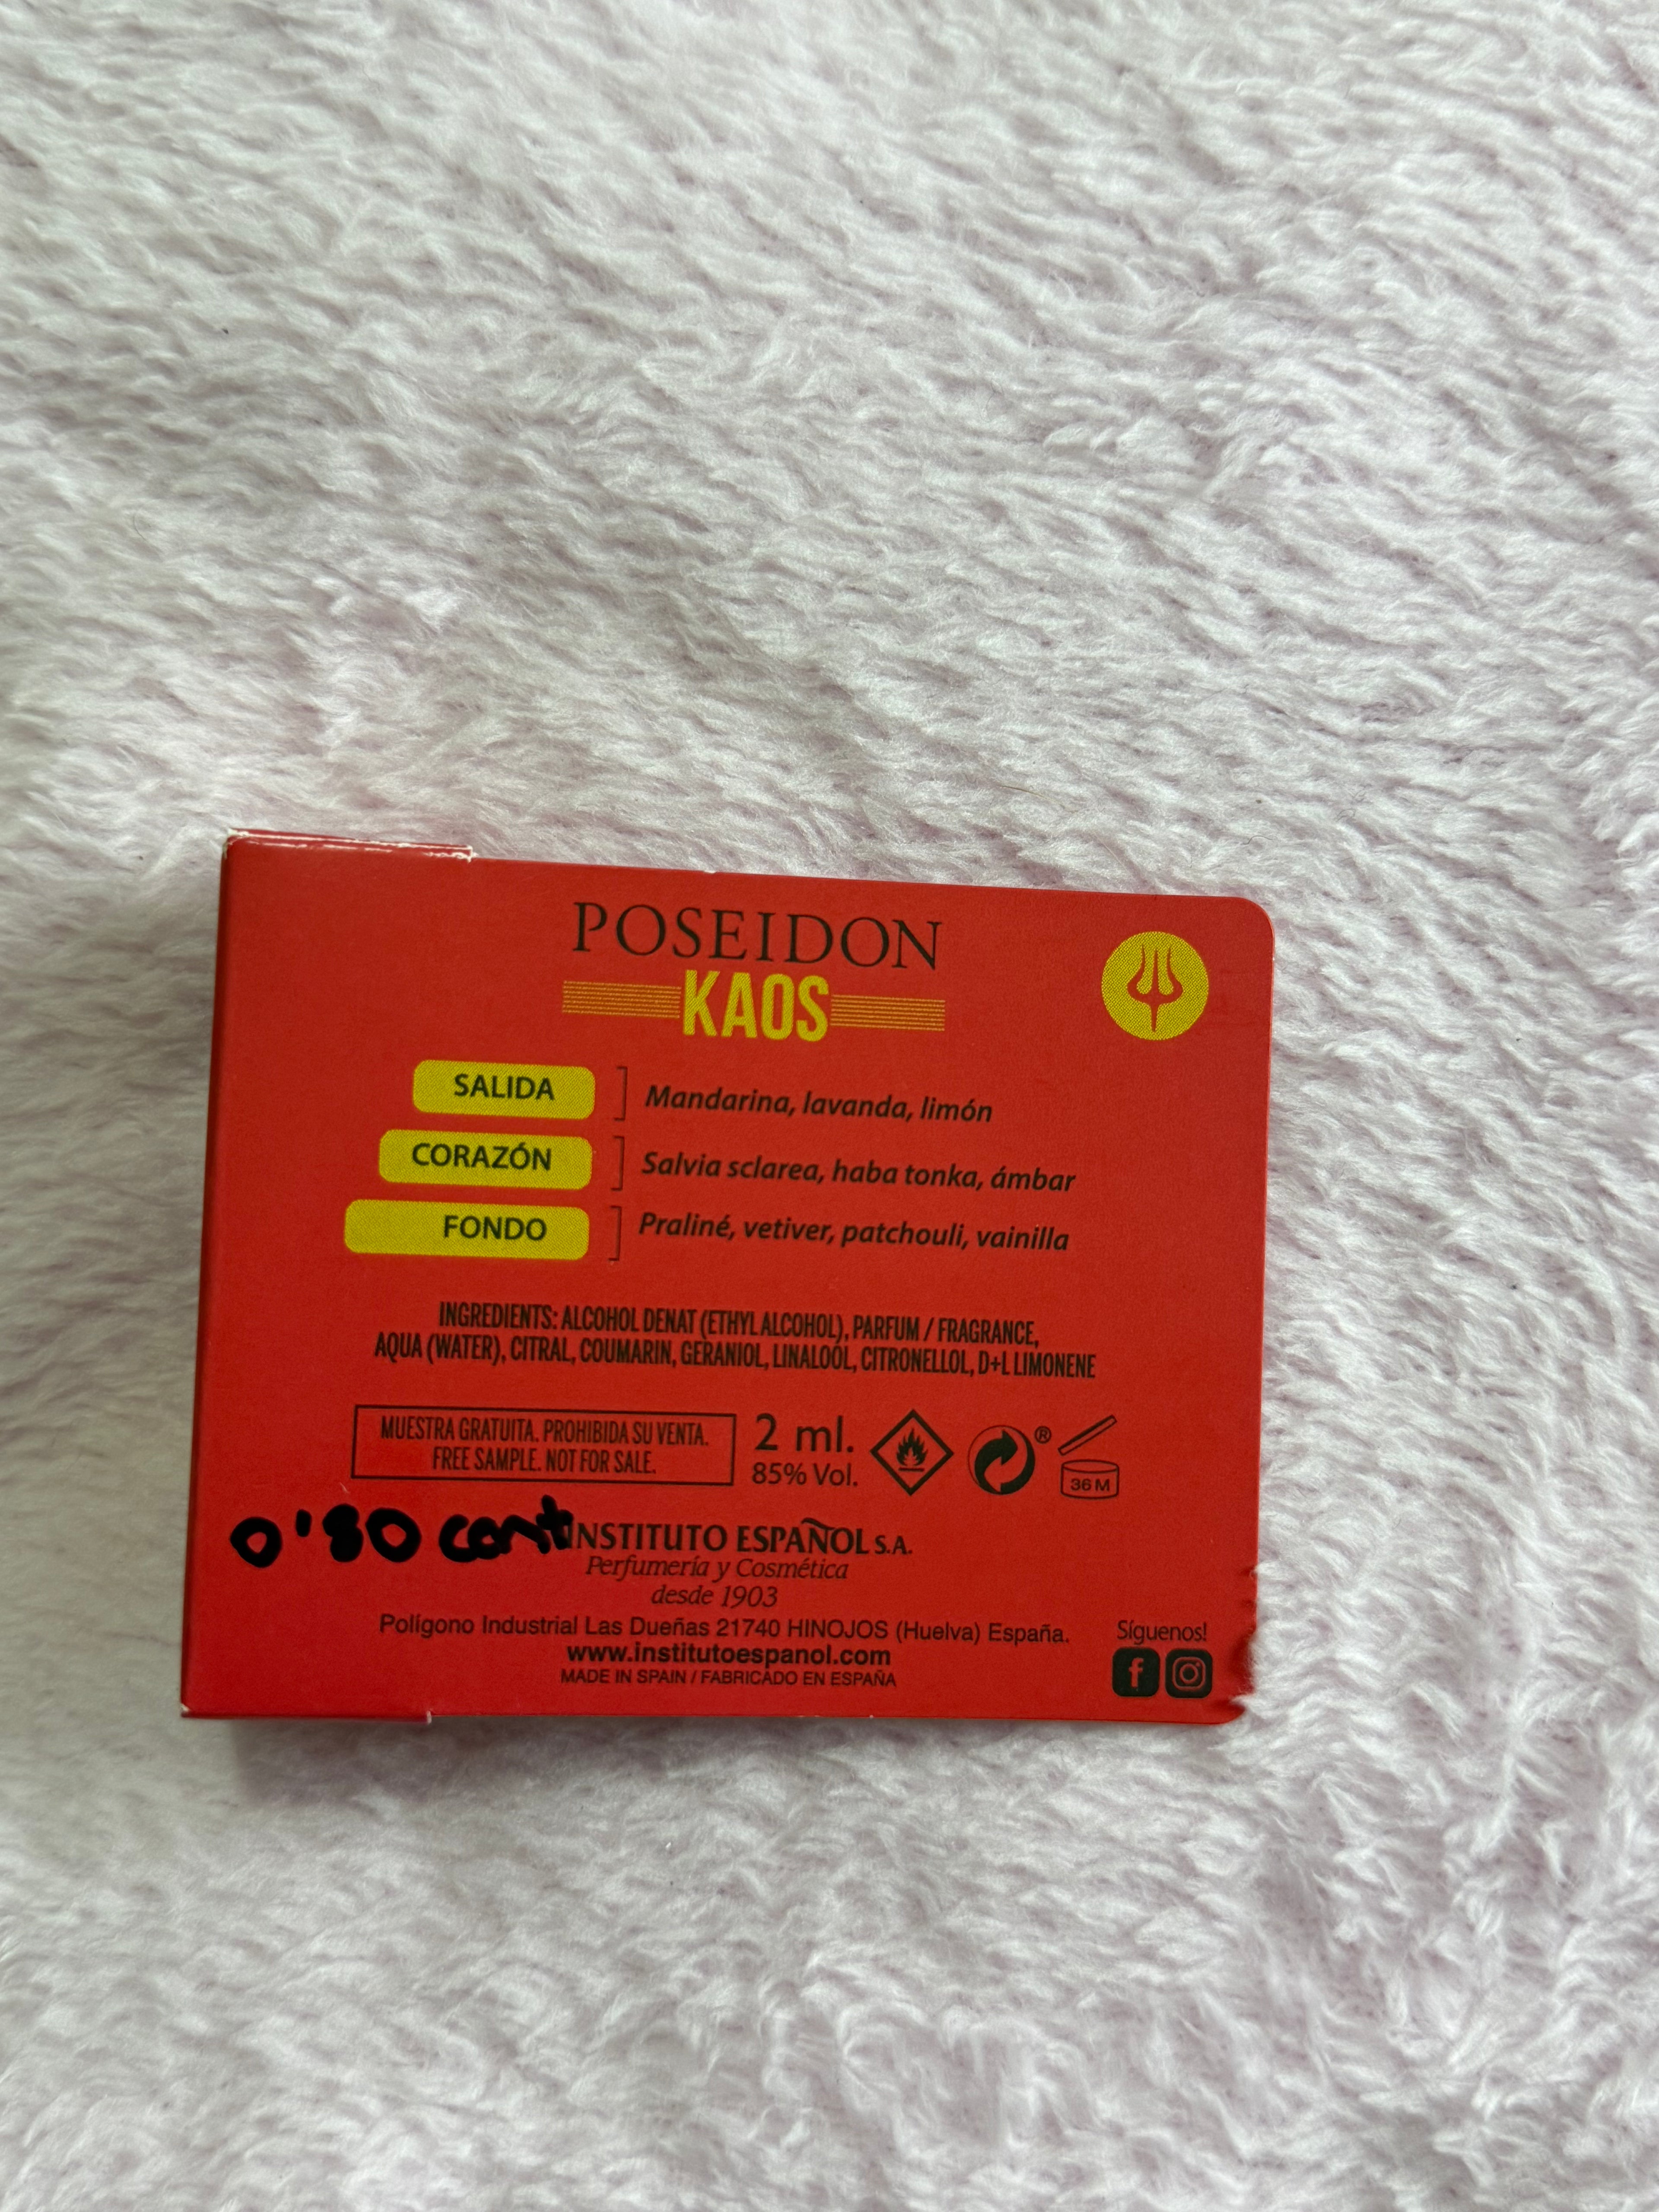 POSEIDON
KAOS
SALIDA Mandarina, lavanda, limón
CORAZÓN Salvia sclarea, haba tonka, ámbar
FONDO Praliné, vetiver, patchouli, vainilla
INGREDIENTS: ALCOHOL DENAT (ETHYL ALCOHOL), PARFUM / FRAGRANCE,
AQUA (WATER), CITRAL, COUMARIN, GERANIOL, LINALOOL, CITRONELLOL, D+L LIMONENE
MUESTRA GRATUITA. PROHIBIDA SU VENTA.
FREE SAMPLE. NOT FOR SALE.
2 ml.
85% Vol.
®
36 M
0'80 cent
INSTITUTO ESPAÑOL S.A.
Perfumería y Cosmética
desde 1903
Polígono Industrial Las Dueñas 21740 HINOJOS (Huelva) España.
www.institutoespanol.com
MADE IN SPAIN / FABRICADO EN ESPAÑA
Síguenos!
f